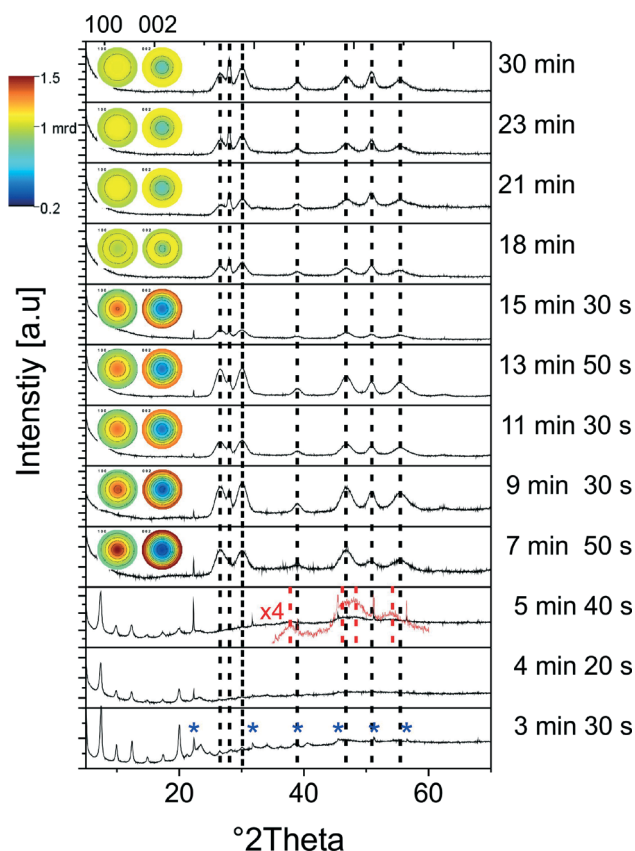 100 002
30 min
1.5
23 min
1 mrd
21 min
0.2
18 min
15 min 30 s
13 min 50 s
11 min 30 s
9 min 30 s
7 min 50 s
x4
5 min 40 s
4 min 20 s
* * * * * *
3 min 30 s
20 40 60
°2Theta
Intenstiy [a.u]